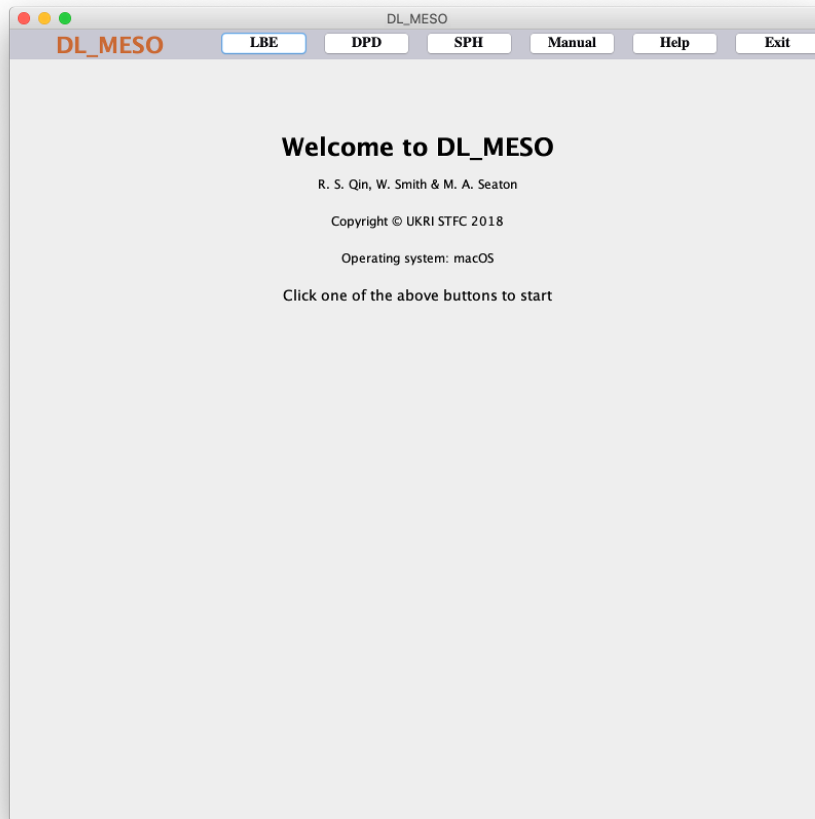 DL_MESO
DL_MESO LBE DPD SPH Manual Help Exit
Welcome to DL_MESO
R. S. Qin, W. Smith & M. A. Seaton
Copyright © UKRI STFC 2018
Operating system: macOS
Click one of the above buttons to start